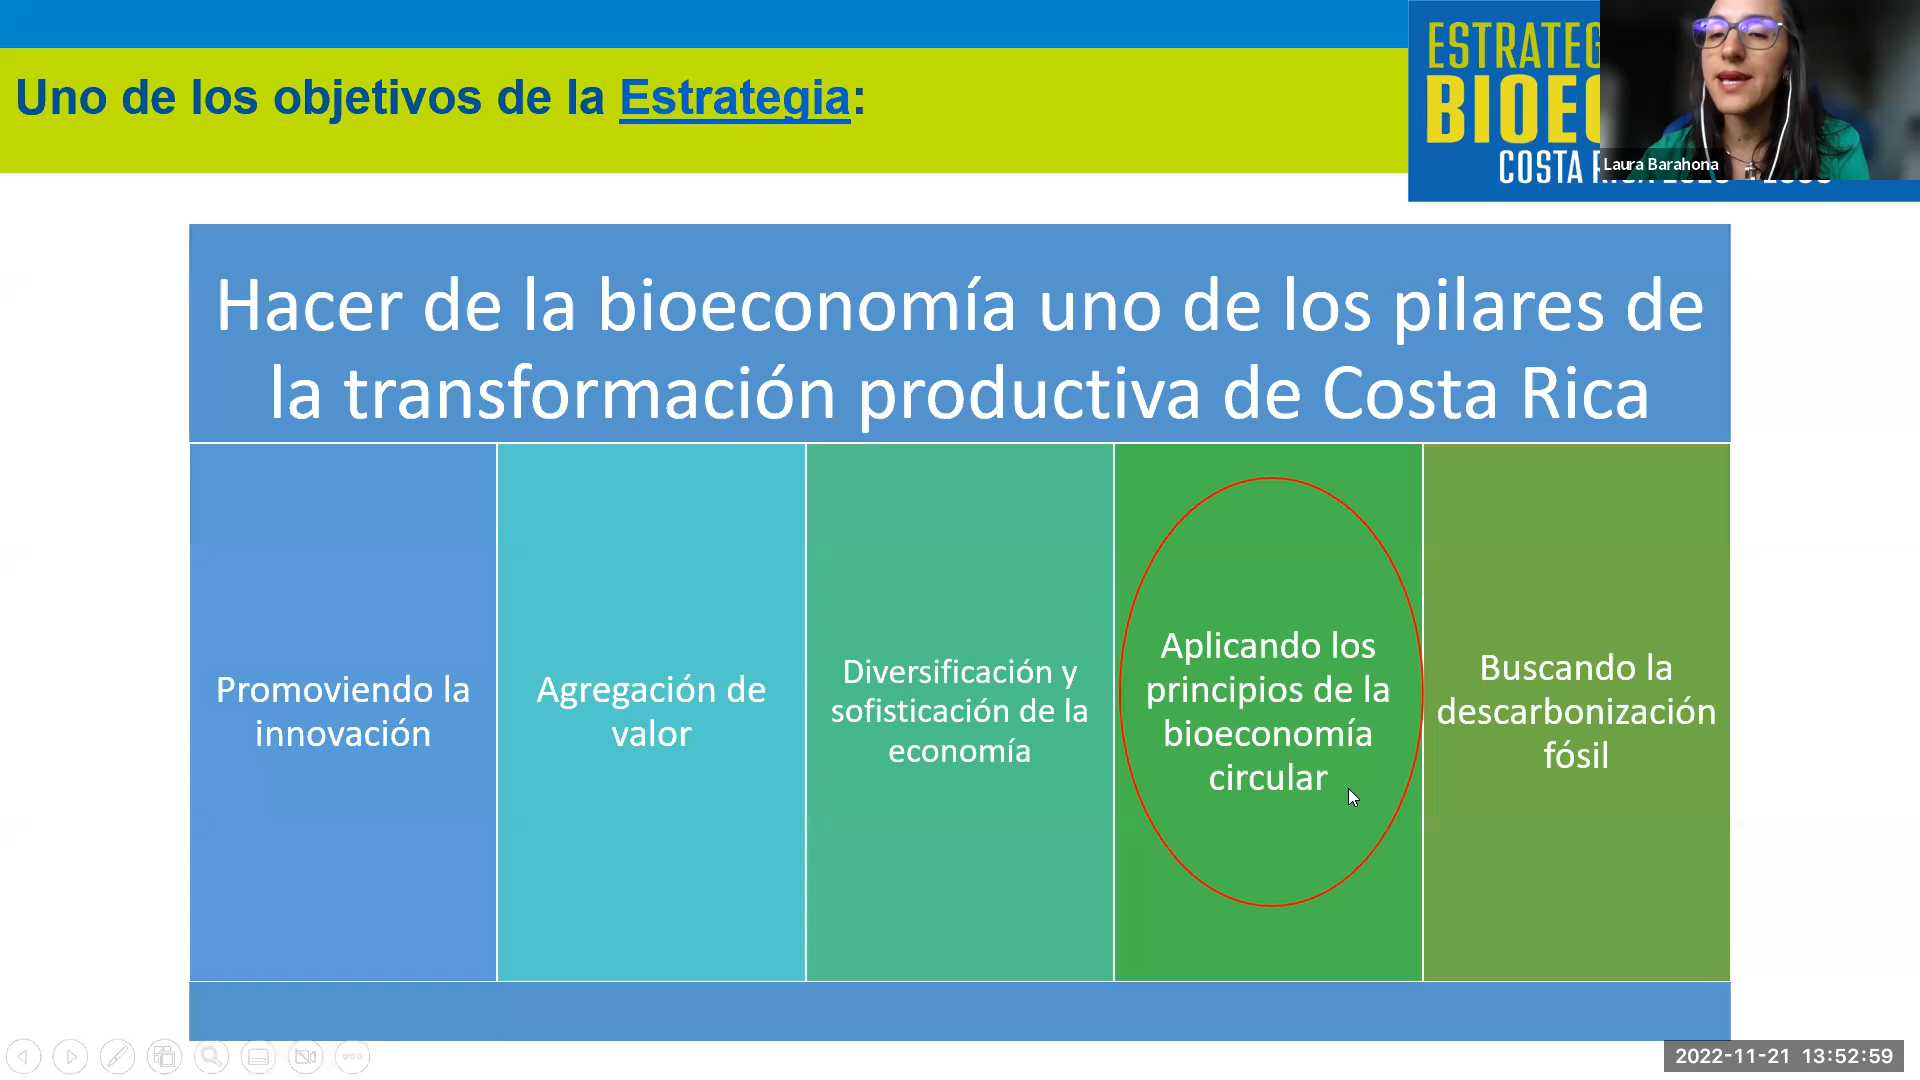 Uno de los objetivos de la Estrategia:
BIOE
COSTA
Laura Barahona
Hacer de la bioeconomía uno de los pilares de
la transformación productiva de Costa Rica
Promoviendo la
innovación
Agregación de
valor
Diversificación y
sofisticación de la
economía
Aplicando los
principios de la
bioeconomía
circular
Buscando la
descarbonización
fósil
2022-11-21 13:52:59